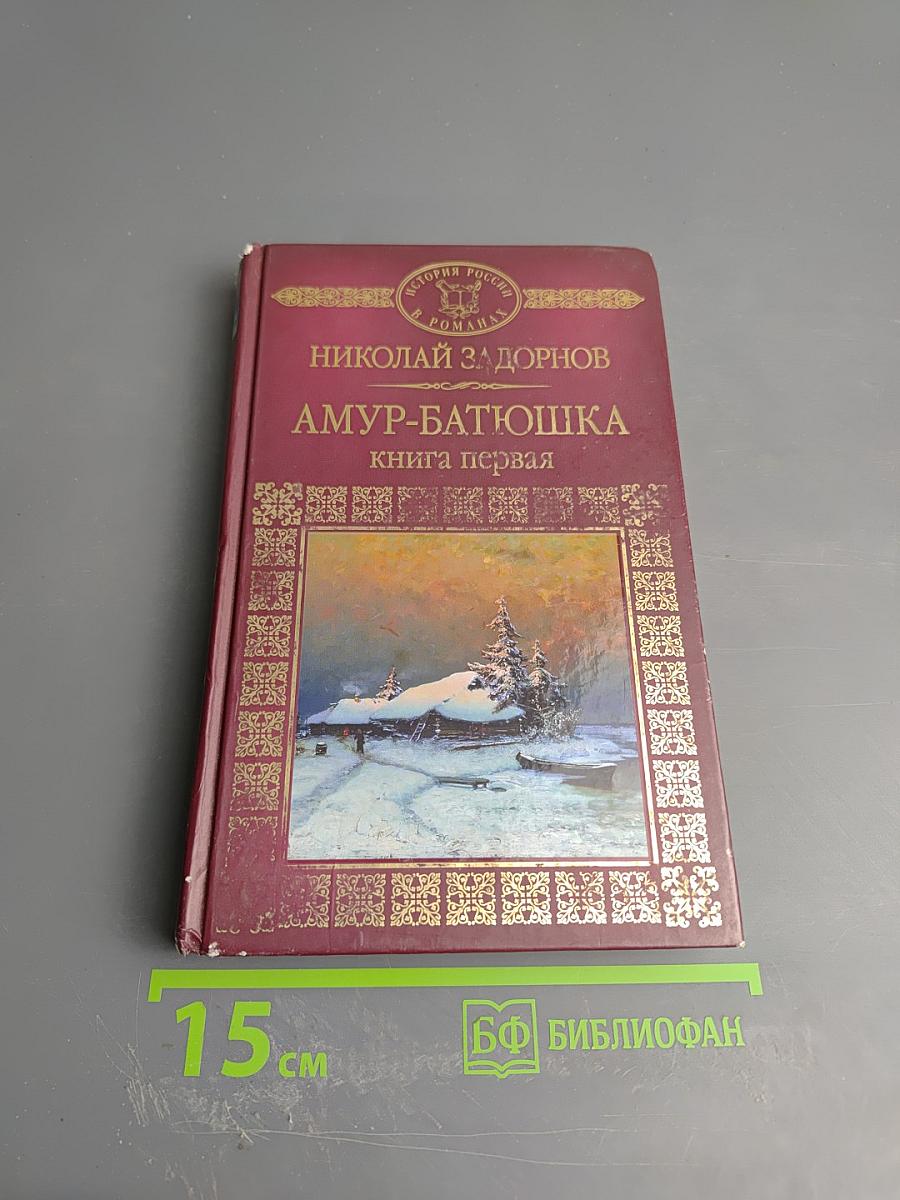 ИСТОРИЯ РОССИИ
В РОМАНАХ
НИКОЛАЙ ЗАДОРНОВ
АМУР-БАТЮШКА
книга первая
15 см
БФ БИБЛИОФАН